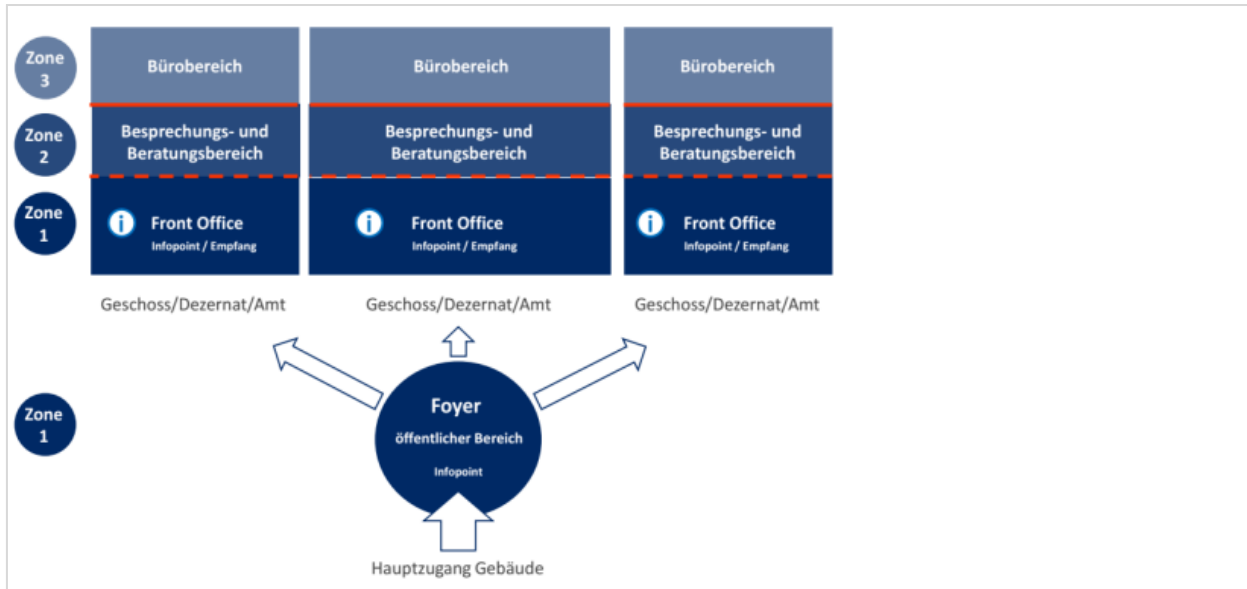 Zone
3
Bürobereich
Bürobereich
Bürobereich
Zone
2
Besprechungs- und
Beratungsbereich
Besprechungs- und
Beratungsbereich
Besprechungs- und
Beratungsbereich
Zone
1
i
Front Office
Infopoint / Empfang
i
Front Office
Infopoint / Empfang
i
Front Office
Infopoint / Empfang
Geschoss/Dezernat/Amt
Geschoss/Dezernat/Amt
Geschoss/Dezernat/Amt
Zone
1
Foyer
öffentlicher Bereich
Infopoint
Hauptzugang Gebäude